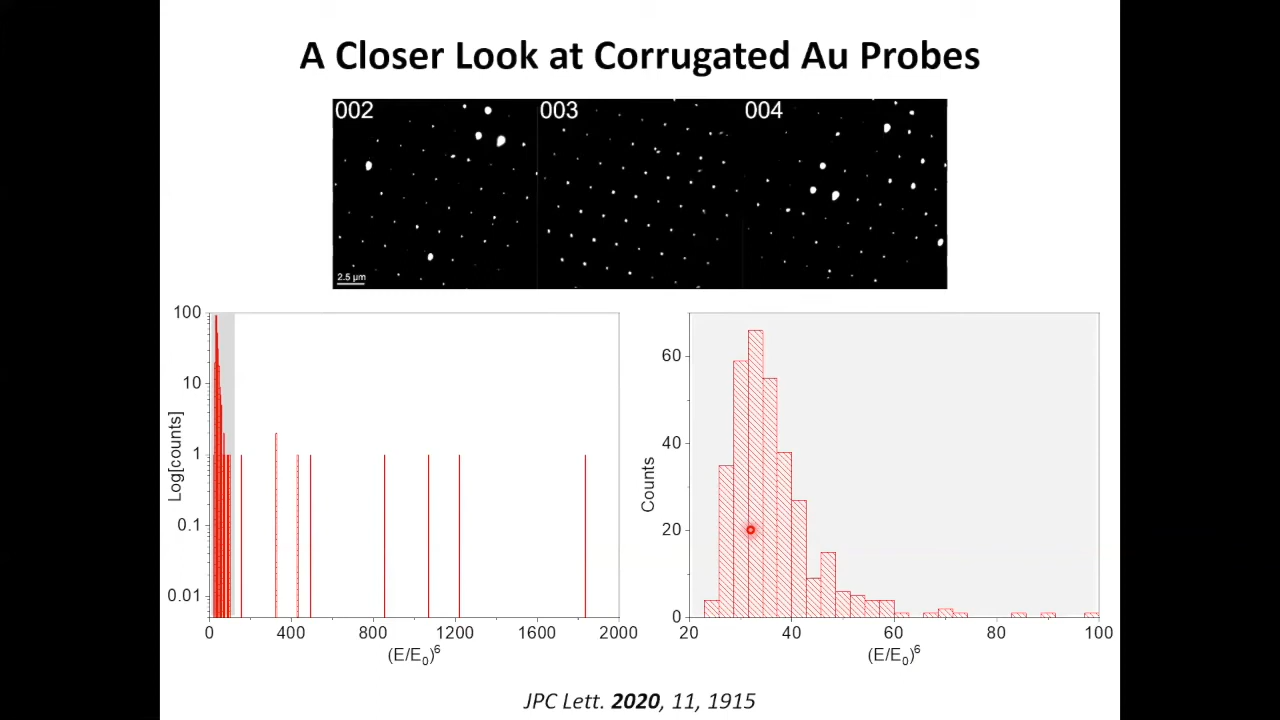 A Closer Look at Corrugated Au Probes
002 003 004
2.5 µm
100
10
1
0.1
0.01
Log[counts]
0 400 800 1200 1600 2000
(E/E0)6
60
40
20
0
Counts
20 40 60 80 100
(E/E0)6
JPC Lett. 2020, 11, 1915